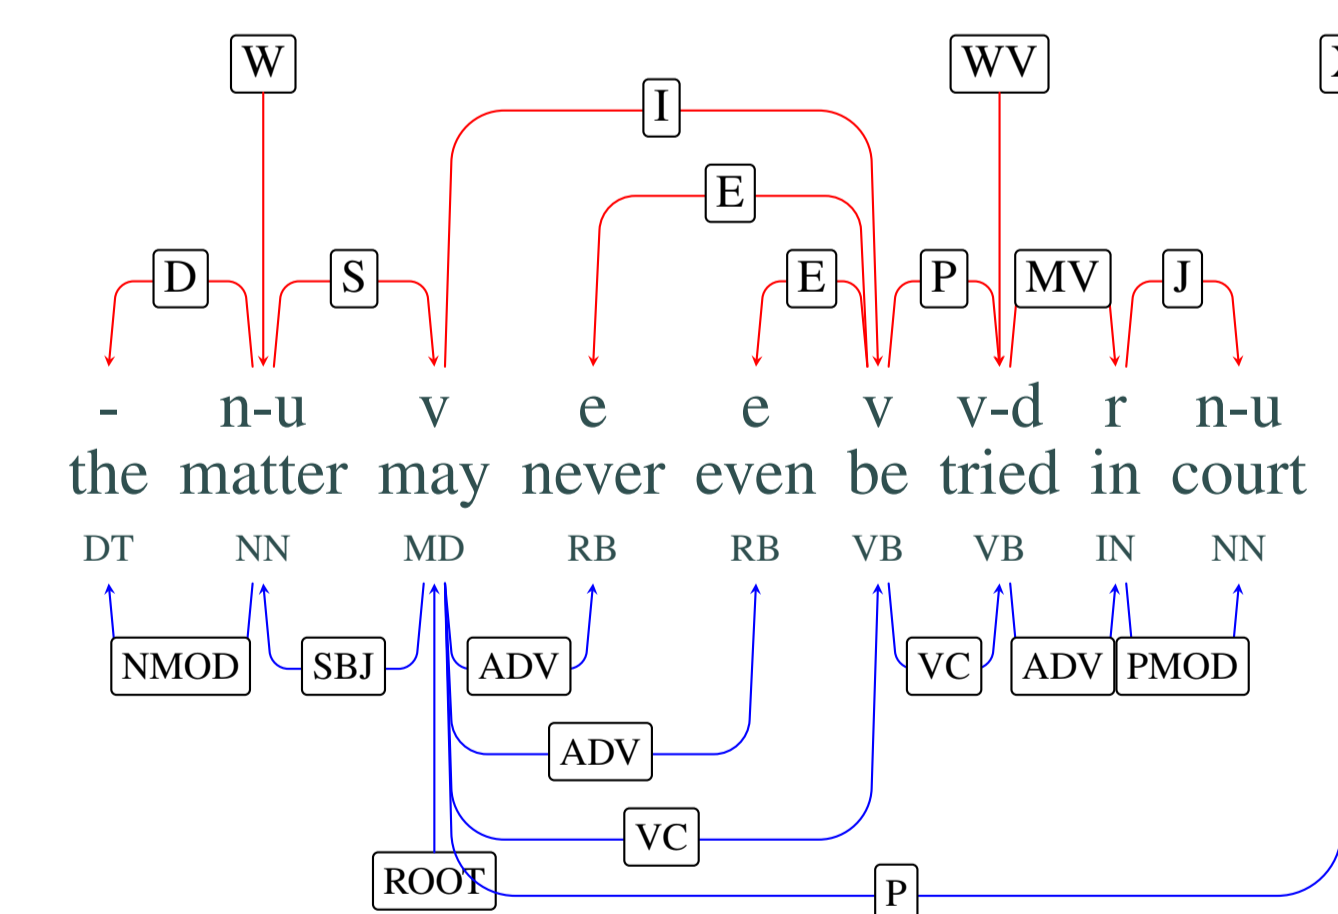 W WV
I
E
D S E P MV J
- n-u v e e v v-d r n-u
the matter may never even be tried in court
DT NN MD RB RB VB VB IN NN
NMOD SBJ ADV VC ADV PMOD
ADV
VC
ROOT P